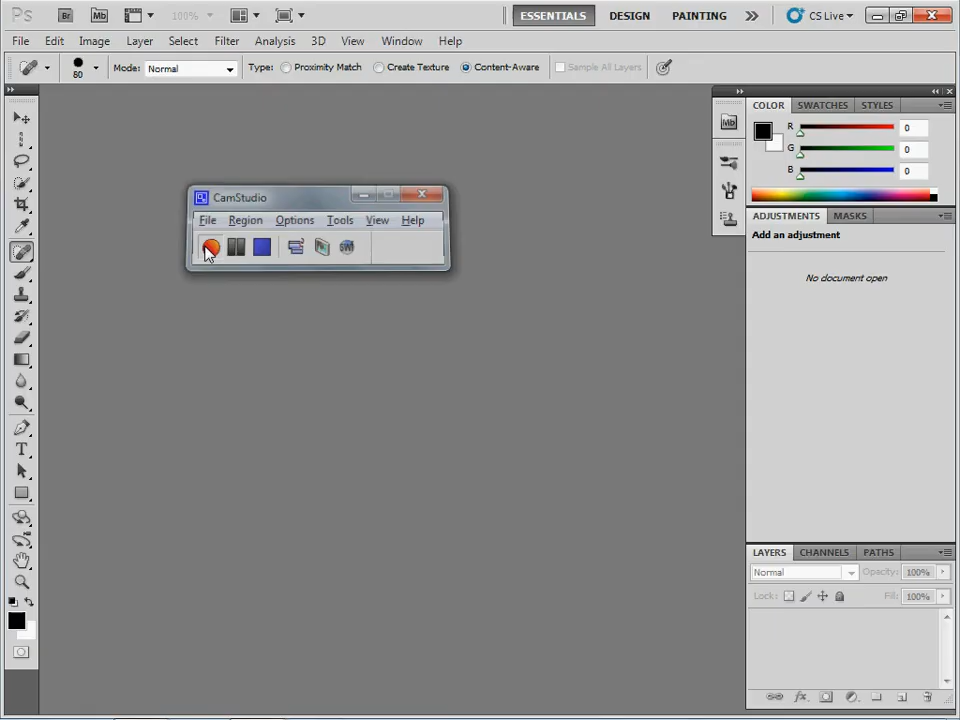 Ps Br Mb 100% ESSENTIALS DESIGN PAINTING CS Live
File Edit Image Layer Select Filter Analysis 3D View Window Help
80 Mode: Normal Type: Proximity Match Create Texture Content-Aware Sample All Layers
COLOR SWATCHES STYLES
Mb
R 0
G 0
B 0
CamStudio
File Region Options Tools View Help
SWF
ADJUSTMENTS MASKS
Add an adjustment
No document open
T
LAYERS CHANNELS PATHS
Normal Opacity: 100%
Lock: Fill: 100%
fx